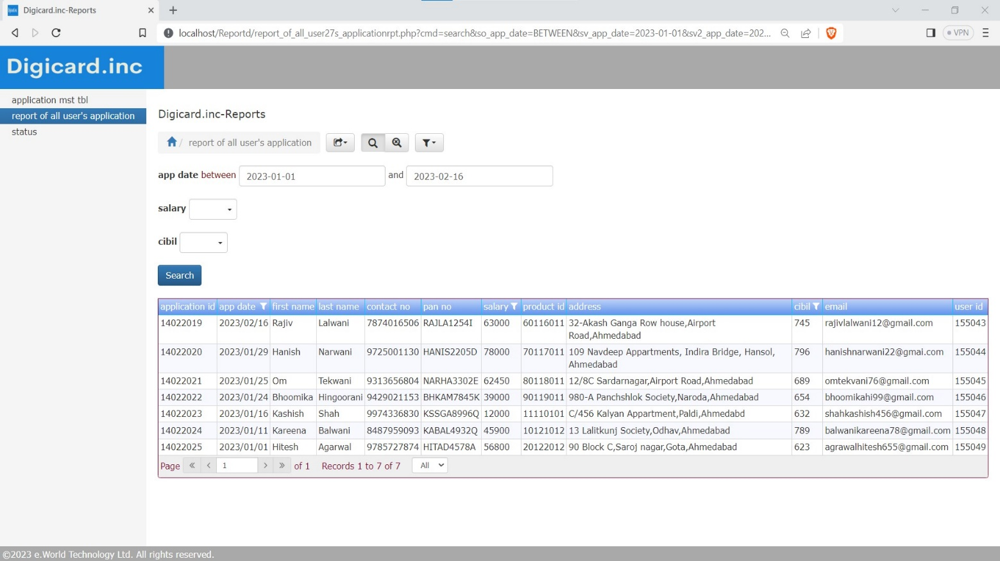 Digicard.inc-Reports
localhost/Reportd/report_of_all_user27s_applicationrpt.php?cmd=search&so_app_date=BETWEEN&sv_app_date=2023-01-01&sv2_app_date=202...
VPN
Digicard.inc
application mst tbl
report of all user's application
status
Digicard.inc-Reports
/ report of all user's application
app date between 2023-01-01 and 2023-02-16
salary
cibil
Search
application id app date first name last name contact no pan no salary product id address cibil email user id
14022019 2023/02/16 Rajiv Lalwani 7874016506 RAJLA1254I 63000 60116011 32-Akash Ganga Row house,Airport Road,Ahmedabad 745 rajivlalwani12@gmail.com 155043
14022020 2023/01/29 Hanish Narwani 9725001130 HANIS2205D 78000 70117011 109 Navdeep Appartments, Indira Bridge, Hansol, Ahmedabad 796 hanishnarwani22@gmai.com 155044
14022021 2023/01/25 Om Tekwani 9313656804 NARHA3302E 62450 80118011 12/8C Sardarnagar,Airport Road,Ahmedabad 689 omtekvani76@gmail.com 155045
14022022 2023/01/24 Bhoomika Hingoorani 9429021153 BHKAM7845K 39000 90119011 980-A Panchshlok Society,Naroda,Ahmedabad 654 bhoomikahi99@gmail.com 155046
14022023 2023/01/16 Kashish Shah 9974336830 KSSGA8996Q 12000 11110101 C/456 Kalyan Appartment,Paldi,Ahmedabd 632 shahkashish456@gmail.com 155047
14022024 2023/01/11 Kareena Balwani 8487959093 KABAL4932Q 45900 10121012 13 Lalitkunj Society,Odhav,Ahmedabad 789 balwanikareena78@gmail.com 155048
14022025 2023/01/01 Hitesh Agarwal 9785727874 HITAD4578A 56800 20122012 90 Block C,Saroj nagar,Gota,Ahmedabad 623 agrawalhitesh655@gmail.com 155049
Page 1 of 1 Records 1 to 7 of 7 All
©2023 e.World Technology Ltd. All rights reserved.